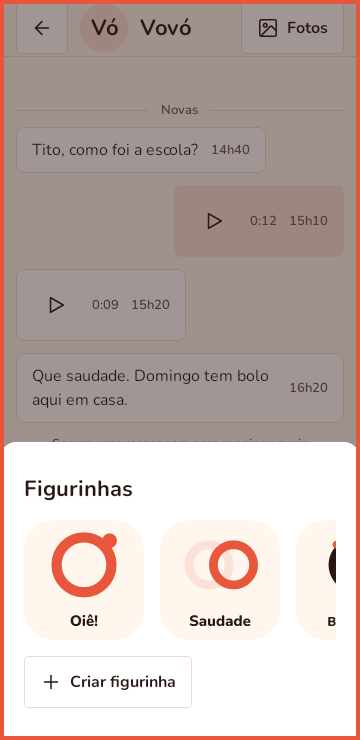 Vó Vovó Fotos
Novas
Tito, como foi a escola? 14h40
0:12 15h10
0:09 15h20
Que saudade. Domingo tem bolo
aqui em casa. 16h20
Figurinhas
Oiê! Saudade B
Criar figurinha